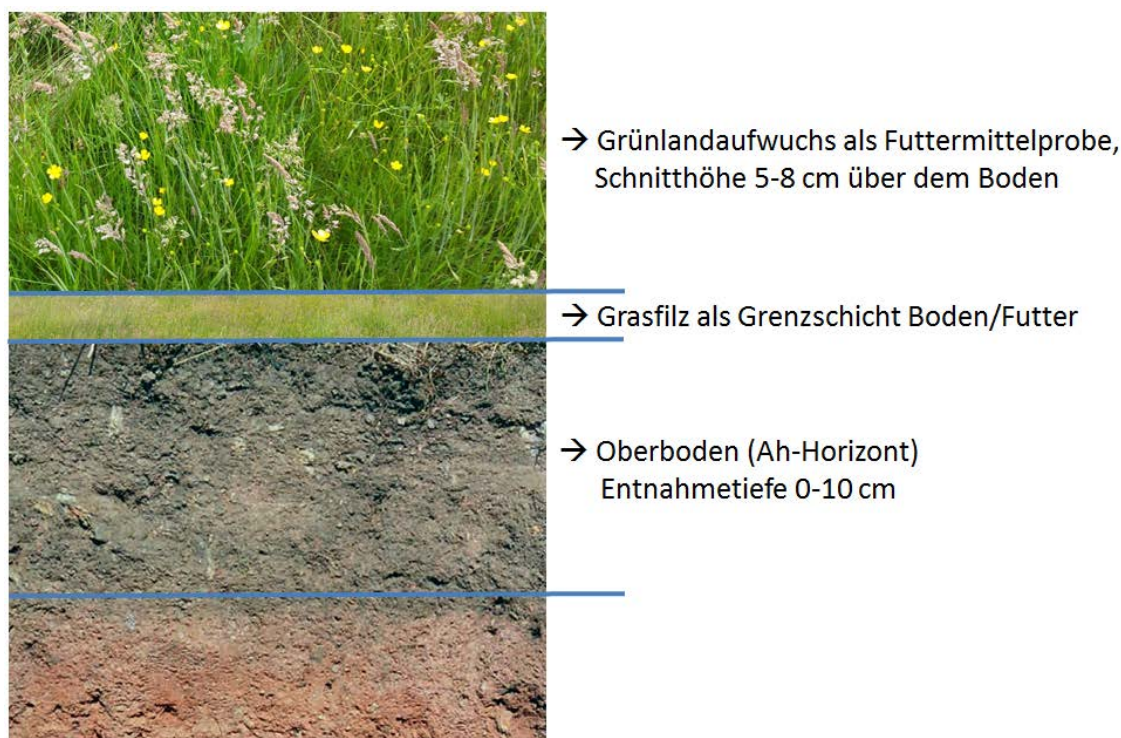 → Grünlandaufwuchs als Futtermittelprobe,
Schnitthöhe 5-8 cm über dem Boden
→ Grasfilz als Grenzschicht Boden/Futter
→ Oberboden (Ah-Horizont)
Entnahmetiefe 0-10 cm